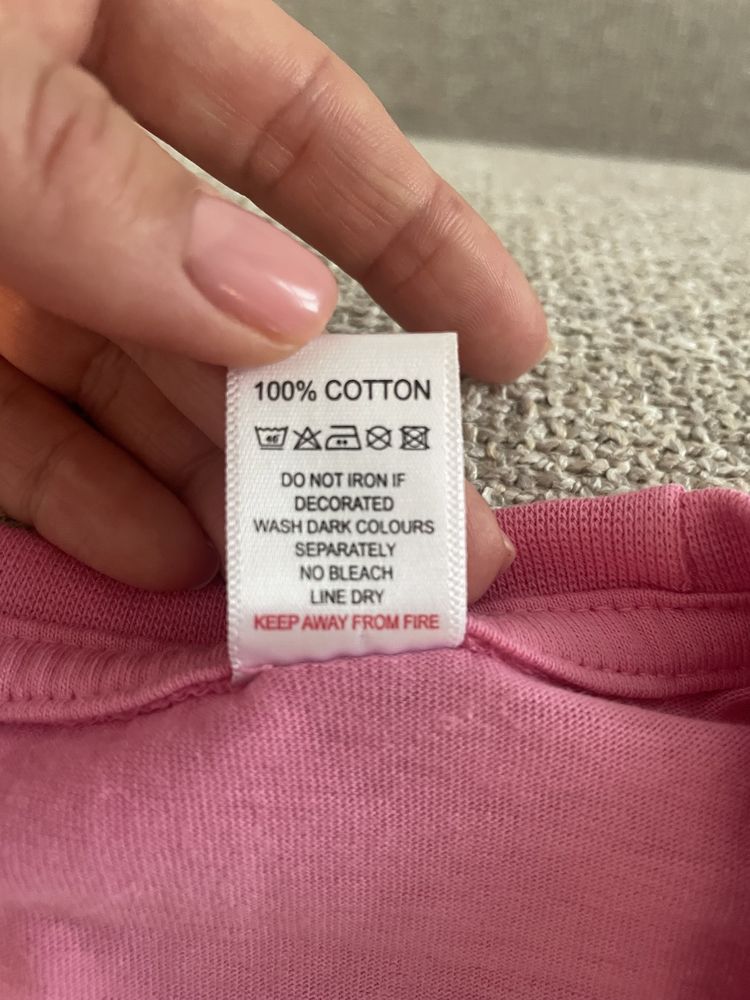 100% COTTON
40°
DO NOT IRON IF
DECORATED
WASH DARK COLOURS
SEPARATELY
NO BLEACH
LINE DRY
KEEP AWAY FROM FIRE